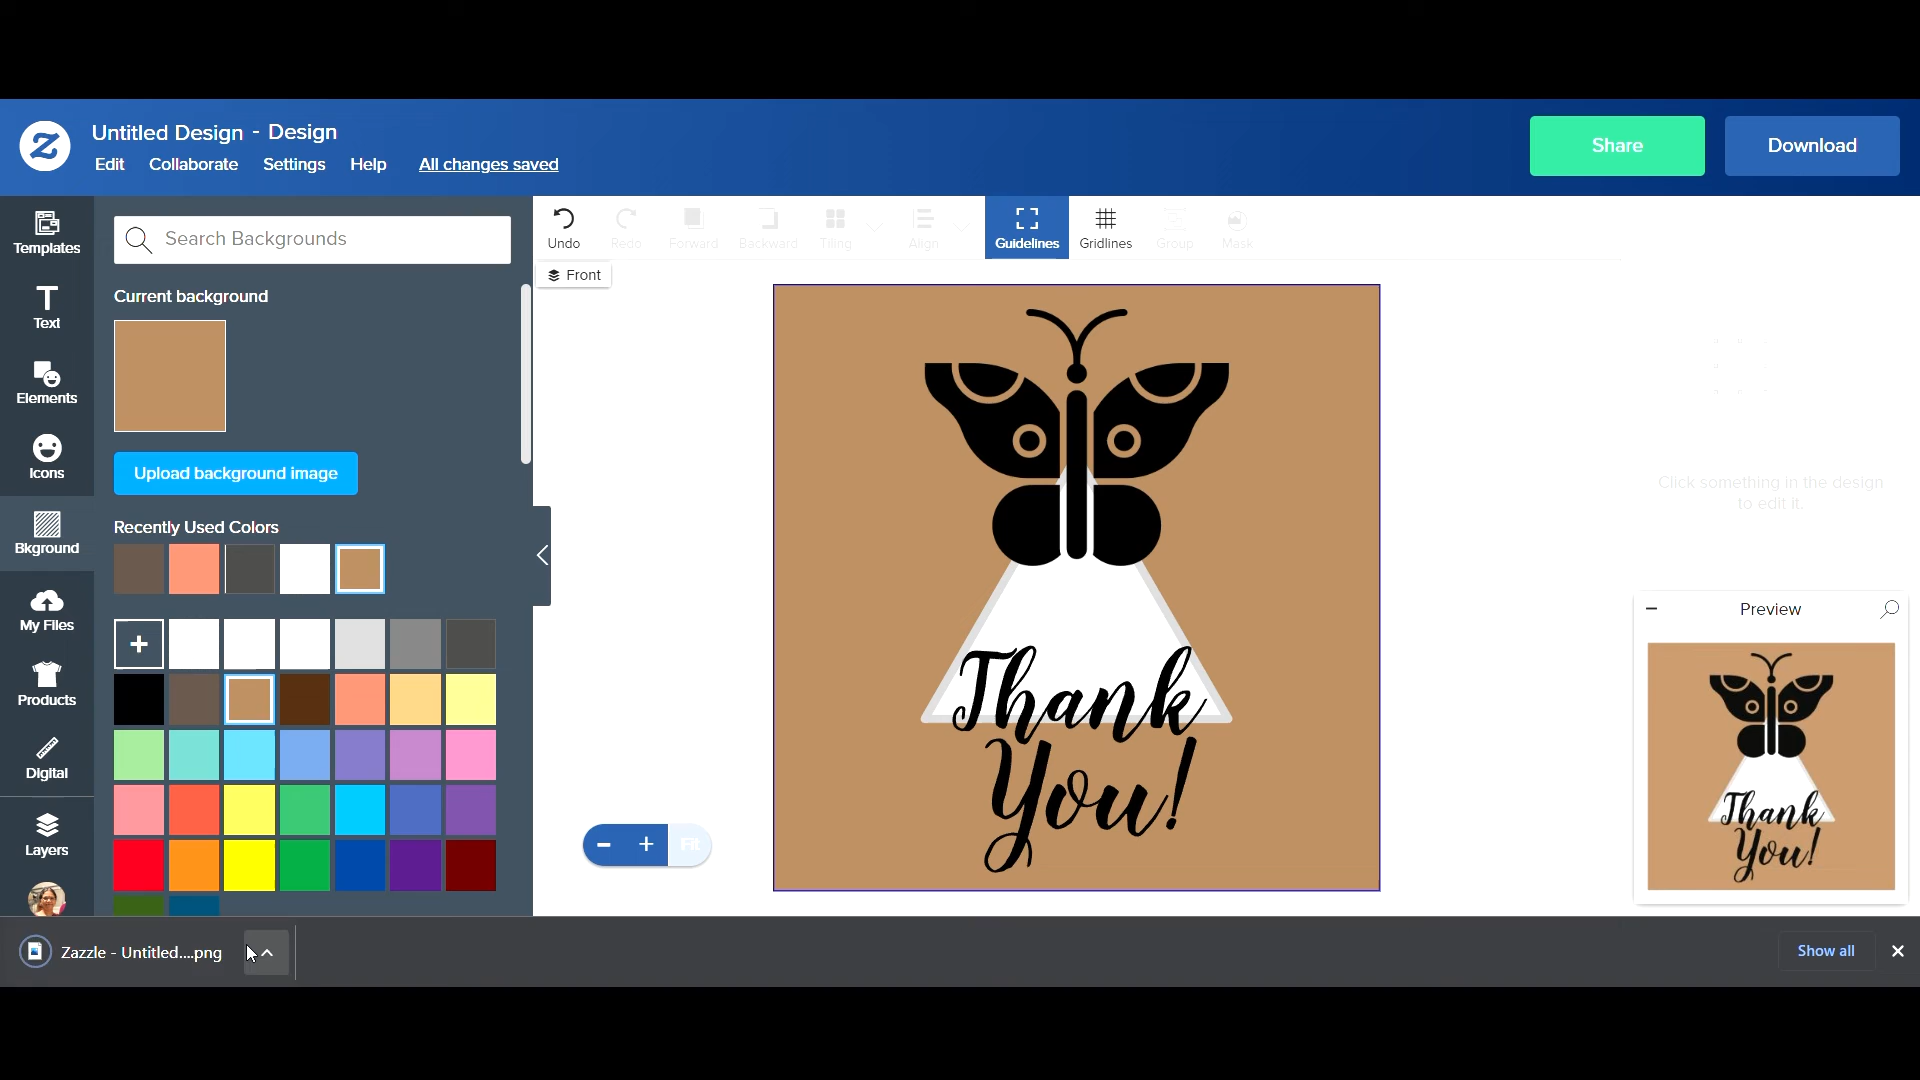 Untitled Design - Design
Edit Collaborate Settings Help All changes saved
Share
Download
Templates
Text
Elements
Icons
Bkground
My Files
Products
Digital
Layers
Search Backgrounds
Current background
Upload background image
Recently Used Colors
Undo Redo Forward Backward Tiling Align Guidelines Gridlines Group Mask
Front
Thank
You!
Fit
Click something in the design
to edit it.
Preview
Thank
You!
Zazzle - Untitled....png
Show all